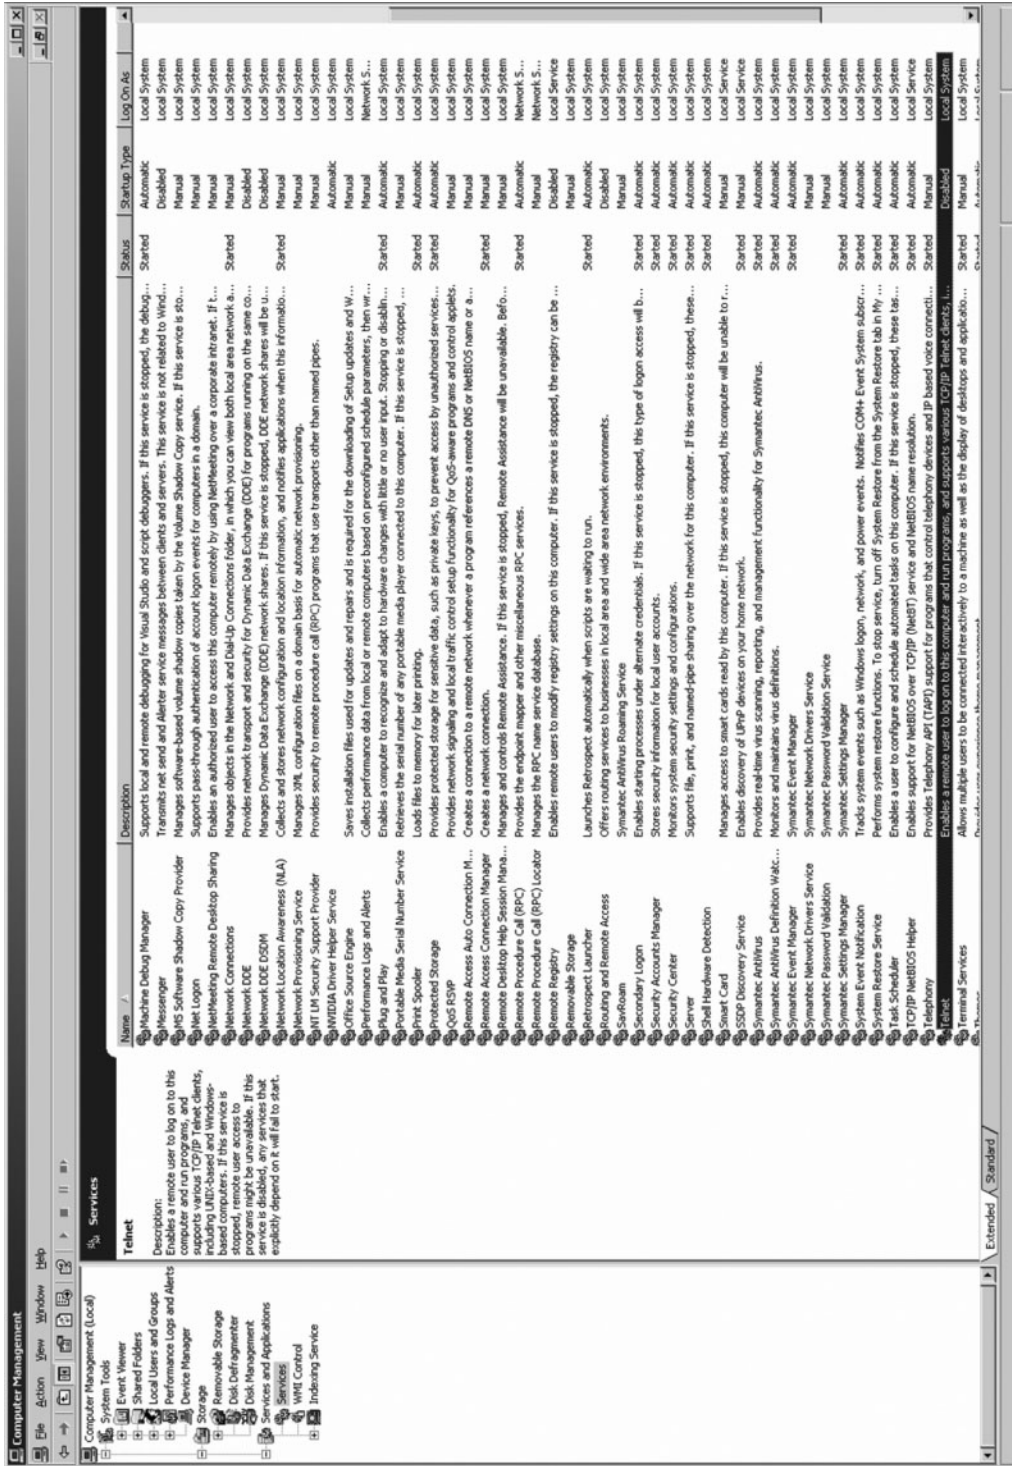 Computer Management
File Action View Window Help
Computer Management (Local)
System Tools
Event Viewer
Shared Folders
Local Users and Groups
Performance Logs and Alerts
Device Manager
Storage
Removable Storage
Disk Defragmenter
Disk Management
Services and Applications
Services
WMI Control
Indexing Service
Services
Telnet
Description:
Enables a remote user to log on to this
computer and run programs, and
supports various TCP/IP Telnet clients,
including UNIX-based and Windows-
based computers. If this service is
stopped, remote user access to
programs might be unavailable. If this
service is disabled, any services that
explicitly depend on it will fail to start.
Name Description Status Startup Type Log On As
Machine Debug Manager Supports local and remote debugging for Visual Studio and script debuggers. If this service is stopped, the debug... Started Automatic Local System
Messenger Transmits net send and Alerter service messages between clients and servers. This service is not related to Wind... Disabled Local System
MS Software Shadow Copy Provider Manages software-based volume shadow copies taken by the Volume Shadow Copy service. If this service is sto... Manual Local System
Net Logon Supports pass-through authentication of account logon events for computers in a domain. Manual Local System
NetMeeting Remote Desktop Sharing Enables an authorized user to access this computer remotely by using NetMeeting over a corporate intranet. If t... Manual Local System
Network Connections Manages objects in the Network and Dial-Up Connections folder, in which you can view both local area network a... Started Manual Local System
Network DDE Provides network transport and security for Dynamic Data Exchange (DDE) for programs running on the same co... Disabled Local System
Network DDE DSDM Manages Dynamic Data Exchange (DDE) network shares. If this service is stopped, DDE network shares will be u... Disabled Local System
Network Location Awareness (NLA) Collects and stores network configuration and location information, and notifies applications when this informatio... Started Manual Local System
Network Provisioning Service Manages XML configuration files on a domain basis for automatic network provisioning. Manual Local System
NT LM Security Support Provider Provides security to remote procedure call (RPC) programs that use transports other than named pipes. Manual Local System
NVIDIA Driver Helper Service Automatic Local System
Office Source Engine Saves installation files used for updates and repairs and is required for the downloading of Setup updates and W... Manual Local System
Performance Logs and Alerts Collects performance data from local or remote computers based on preconfigured schedule parameters, then wr... Manual Network S...
Plug and Play Enables a computer to recognize and adapt to hardware changes with little or no user input. Stopping or disablin... Started Automatic Local System
Portable Media Serial Number Service Retrieves the serial number of any portable media player connected to this computer. If this service is stopped, ... Manual Local System
Print Spooler Loads files to memory for later printing. Started Automatic Local System
Protected Storage Provides protected storage for sensitive data, such as private keys, to prevent access by unauthorized services... Started Automatic Local System
QoS RSVP Provides network signaling and local traffic control setup functionality for QoS-aware programs and control applets. Manual Local System
Remote Access Auto Connection M... Creates a connection to a remote network whenever a program references a remote DNS or NetBIOS name or a... Manual Local System
Remote Access Connection Manager Creates a network connection. Started Manual Local System
Remote Desktop Help Session Mana... Manages and controls Remote Assistance. If this service is stopped, Remote Assistance will be unavailable. Befo... Manual Local System
Remote Procedure Call (RPC) Provides the endpoint mapper and other miscellaneous RPC services. Started Automatic Network S...
Remote Procedure Call (RPC) Locator Manages the RPC name service database. Manual Network S...
Remote Registry Enables remote users to modify registry settings on this computer. If this service is stopped, the registry can be ... Disabled Local Service
Removable Storage Manual Local System
Retrospect Launcher Launches Retrospect automatically when scripts are waiting to run. Started Automatic Local System
Routing and Remote Access Offers routing services to businesses in local area and wide area network environments. Disabled Local System
SavRoam Symantec AntiVirus Roaming Service Manual Local System
Secondary Logon Enables starting processes under alternate credentials. If this service is stopped, this type of logon access will b... Started Automatic Local System
Security Accounts Manager Stores security information for local user accounts. Started Automatic Local System
Security Center Monitors system security settings and configurations. Started Automatic Local System
Server Supports file, print, and named-pipe sharing over the network for this computer. If this service is stopped, these... Started Automatic Local System
Shell Hardware Detection Started Automatic Local System
Smart Card Manages access to smart cards read by this computer. If this service is stopped, this computer will be unable to r... Manual Local Service
SSDP Discovery Service Enables discovery of UPnP devices on your home network. Started Manual Local Service
Symantec AntiVirus Provides real-time virus scanning, reporting, and management functionality for Symantec AntiVirus. Started Automatic Local System
Symantec AntiVirus Definition Watc... Monitors and maintains virus definitions. Started Automatic Local System
Symantec Event Manager Symantec Event Manager Started Automatic Local System
Symantec Network Drivers Service Symantec Network Drivers Service Manual Local System
Symantec Password Validation Symantec Password Validation Service Manual Local System
Symantec Settings Manager Symantec Settings Manager Started Automatic Local System
System Event Notification Tracks system events such as Windows logon, network, and power events. Notifies COM+ Event System subscr... Started Automatic Local System
System Restore Service Performs system restore functions. To stop service, turn off System Restore from the System Restore tab in My ... Started Automatic Local System
Task Scheduler Enables a user to configure and schedule automated tasks on this computer. If this service is stopped, these tas... Started Automatic Local System
TCP/IP NetBIOS Helper Enables support for NetBIOS over TCP/IP (NetBT) service and NetBIOS name resolution. Started Automatic Local Service
Telephony Provides Telephony API (TAPI) support for programs that control telephony devices and IP based voice connecti... Started Manual Local System
Telnet Enables a remote user to log on to this computer and run programs, and supports various TCP/IP Telnet clients, i... Disabled Local System
Terminal Services Allows multiple users to be connected interactively to a machine as well as the display of desktops and applicatio... Started Manual Local System
Extended Standard